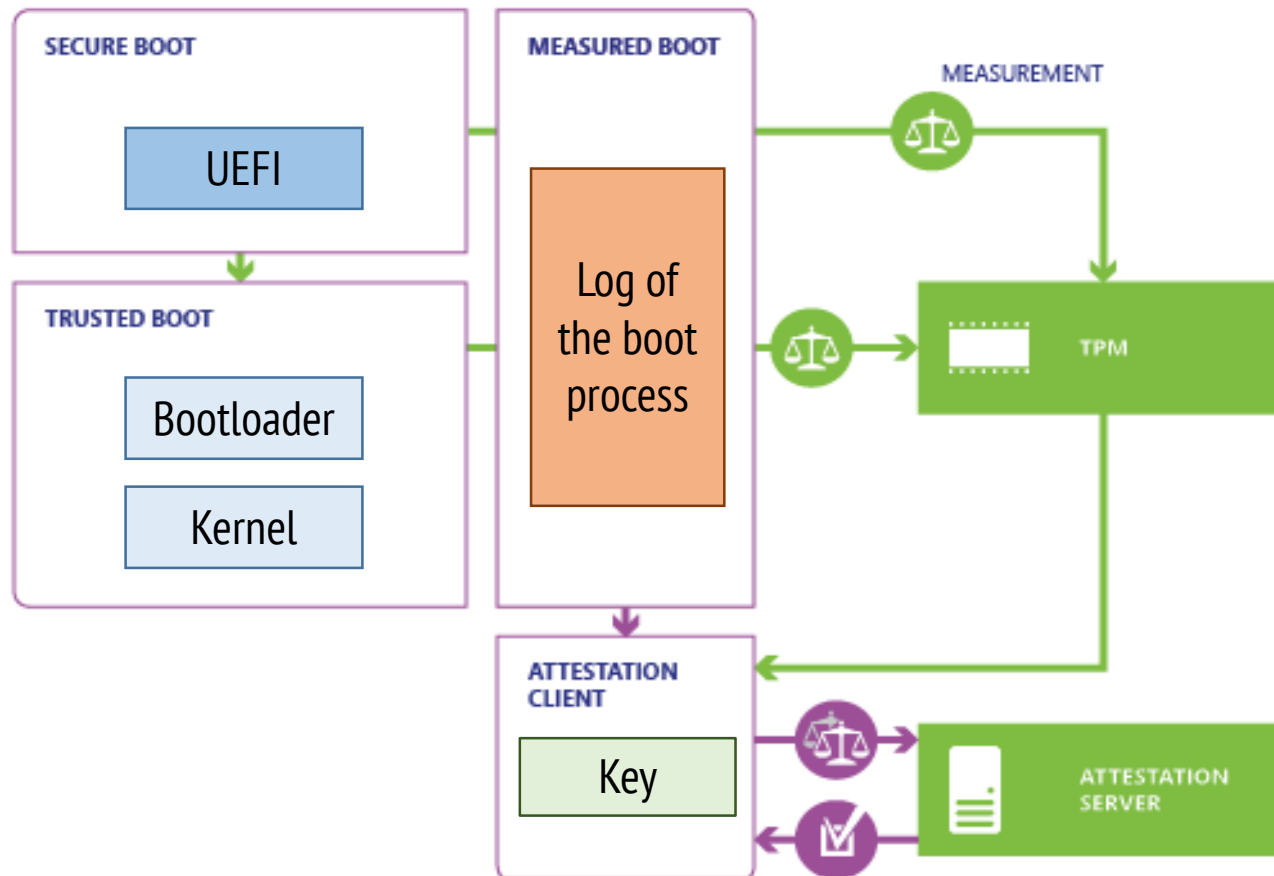 SECURE BOOT
UEFI
TRUSTED BOOT
Bootloader
Kernel
MEASURED BOOT
Log of
the boot
process
MEASUREMENT
TPM
ATTESTATION
CLIENT
Key
ATTESTATION
SERVER